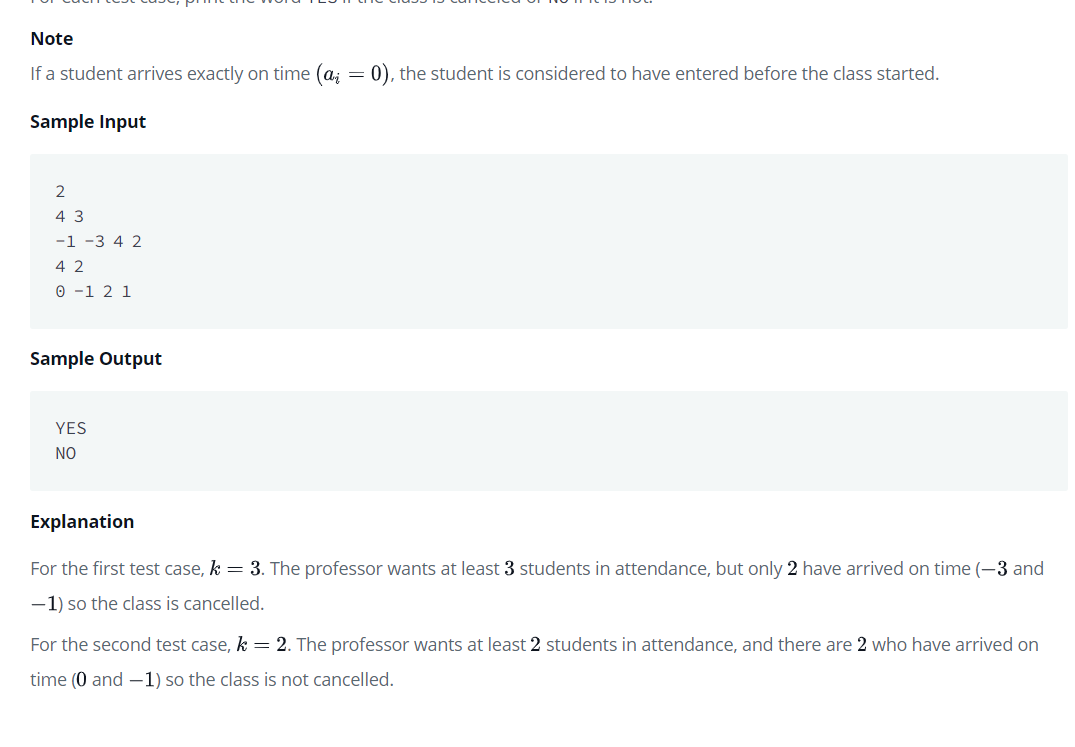 Note
If a student arrives exactly on time (aᵢ = 0), the student is considered to have entered before the class started.
Sample Input
2
4 3
-1 -3 4 2
4 2
0 -1 2 1
Sample Output
YES
NO
Explanation
For the first test case, k = 3. The professor wants at least 3 students in attendance, but only 2 have arrived on time (−3 and
−1) so the class is cancelled.
For the second test case, k = 2. The professor wants at least 2 students in attendance, and there are 2 who have arrived on
time (0 and −1) so the class is not cancelled.